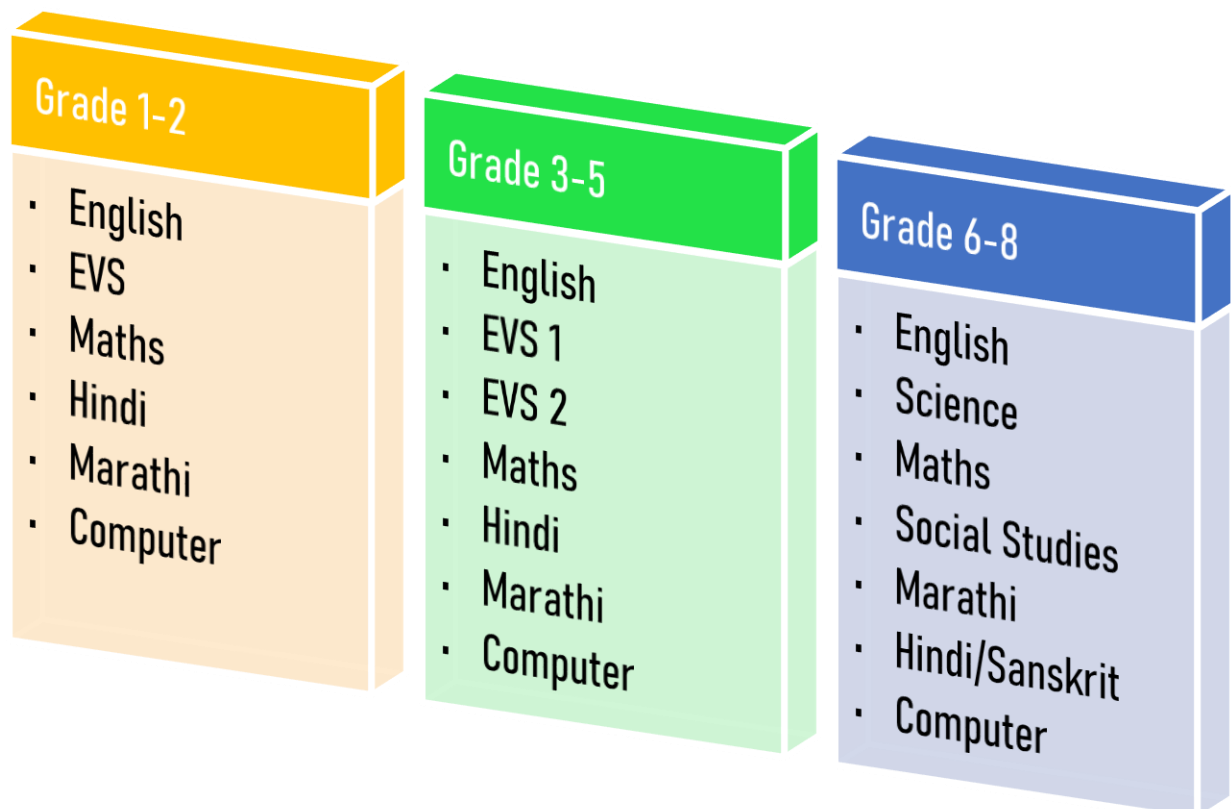 Grade 1-2
· English
· EVS
· Maths
· Hindi
· Marathi
· Computer
Grade 3-5
· English
· EVS 1
· EVS 2
· Maths
· Hindi
· Marathi
· Computer
Grade 6-8
· English
· Science
· Maths
· Social Studies
· Marathi
· Hindi/Sanskrit
· Computer